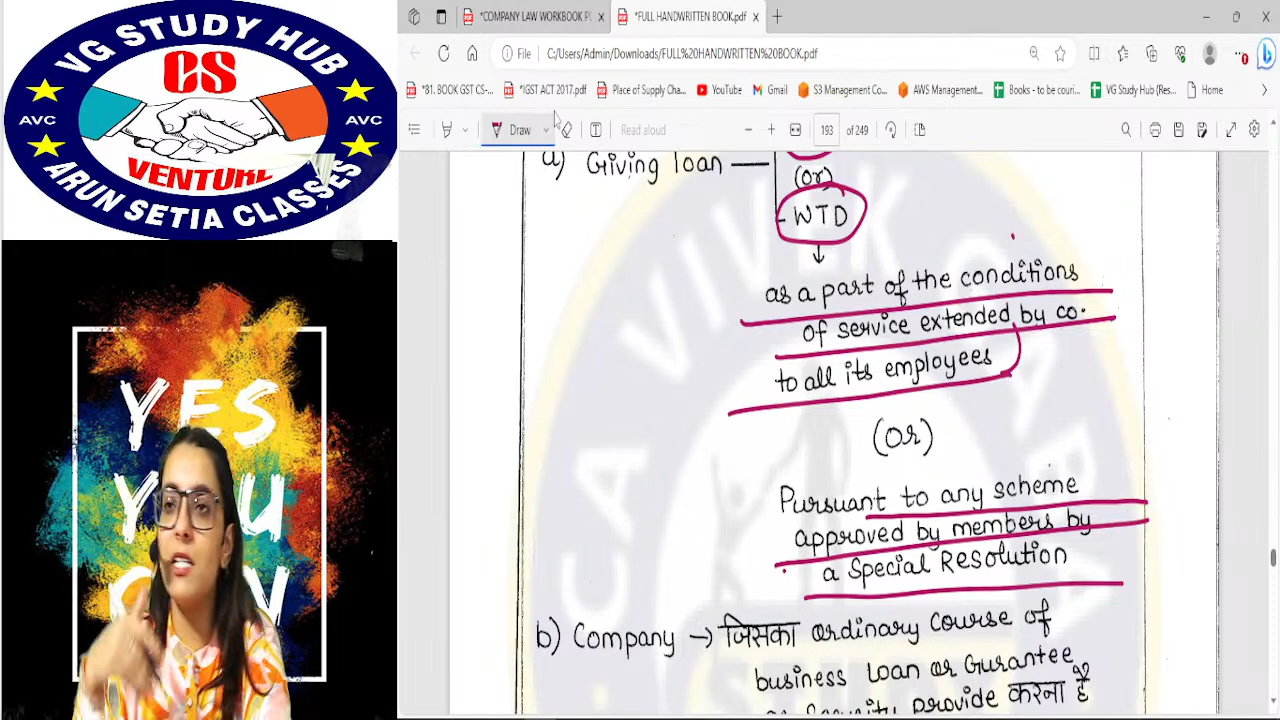 VG STUDY HUB
CS
AVC
AVC
VENTURE
ARUN SETIA CLASSES
YES
*COMPANY LAW WORKBOOK
*FULL HANDWRITTEN BOOK.pdf
File
C:/Users/Admin/Downloads/FULL%20HANDWRITTEN%20BOOK.pdf
*81. BOOK GST CS-...
*IGST ACT 2017.pdf
Place of Supply Cha...
YouTube
Gmail
S3 Management Co...
AWS Management...
Books - to be couri...
VG Study Hub (Res...
Home
Draw
Read aloud
193
of 249
a) Giving loan
(or)
- WTD
as a part of the conditions
of service extended by co.
to all its employees
(Or)
Pursuant to any scheme
approved by members by
a Special Resolution
b) Company → जिसका ordinary course of
business loan or Gurantee
or Security provide करना है